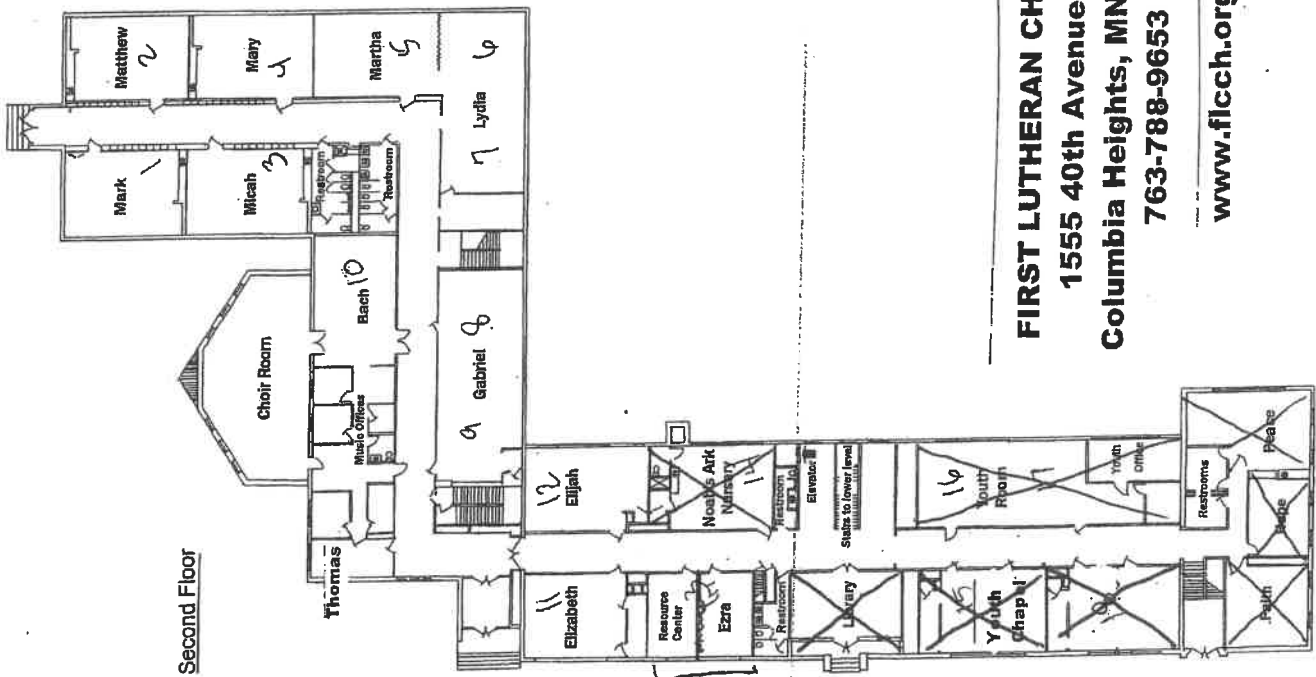 Second Floor
Matthew
2
Mark
1
Mary
4
Micah
3
Martha
5
Restroom
Restroom
Lydia
7 6
Choir Room
Bach 10
Music Offices
Gabriel
9 8
Thomas
Elizabeth
11
Elijah
12
Resource
Center
Noah's Ark
Nursery
14
Ezra
Restroom
Restroom
Elevator
Library
Stairs to lower level
Youth
Chapel
15
Youth
Room
16
Youth
Office
Restrooms
Peace
Hope
Faith
FIRST LUTHERAN CH
1555 40th Avenue
Columbia Heights, MN
763-788-9653
www.flcch.org